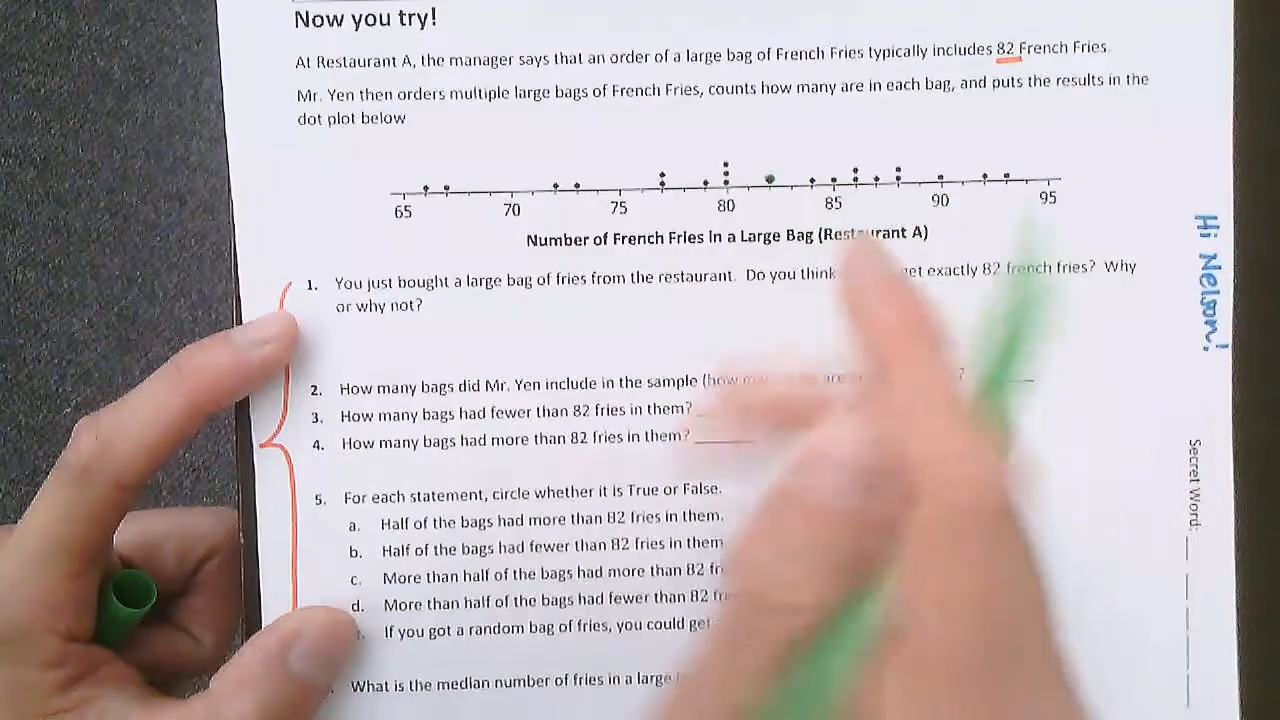 Now you try!
At Restaurant A, the manager says that an order of a large bag of French Fries typically includes 82 French Fries
Mr. Yen then orders multiple large bags of French Fries, counts how many are in each bag, and puts the results in the
dot plot below
65 70 75 80 85 90 95
Number of French Fries in a Large Bag (Restaurant A)
1. You just bought a large bag of fries from the restaurant. Do you think get exactly 82 french fries? Why
or why not?
2. How many bags did Mr. Yen include in the sample (how are ?
3. How many bags had fewer than 82 fries in them?
4. How many bags had more than 82 fries in them?
5. For each statement, circle whether it is True or False.
a. Half of the bags had more than 82 fries in them.
b. Half of the bags had fewer than 82 fries in them
c. More than half of the bags had more than 82
d. More than half of the bags had fewer than 82
If you got a random bag of fries, you could get
What is the median number of fries in a large
Hi Nelson!
Secret Word: